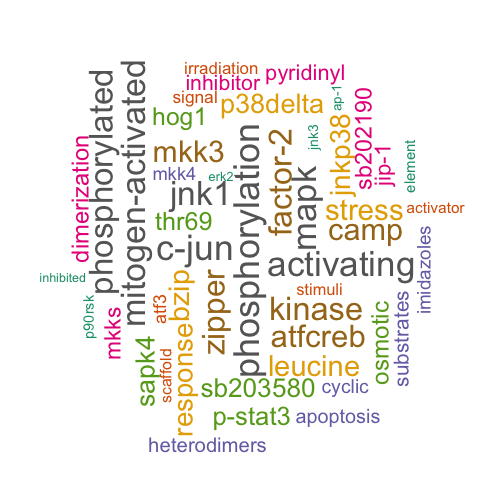 irradiation
pyridinyl
inhibitor
signal
p38delta
ap-1
hog1
phosphorylated
mitogen-activated
phosphorylation
factor-2
jnk3
jnkp38
sb202190
jip-1
element
dimerization
mkk3
mkk4
erk2
jnk1
mapk
stress
activator
thr69
camp
c-jun
activating
imidazoles
inhibited
p90rsk
mkks
atf3
bzip
response
zipper
stimuli
kinase
atfcreb
osmotic
substrates
sapk4
scaffold
leucine
sb203580
cyclic
p-stat3
apoptosis
heterodimers